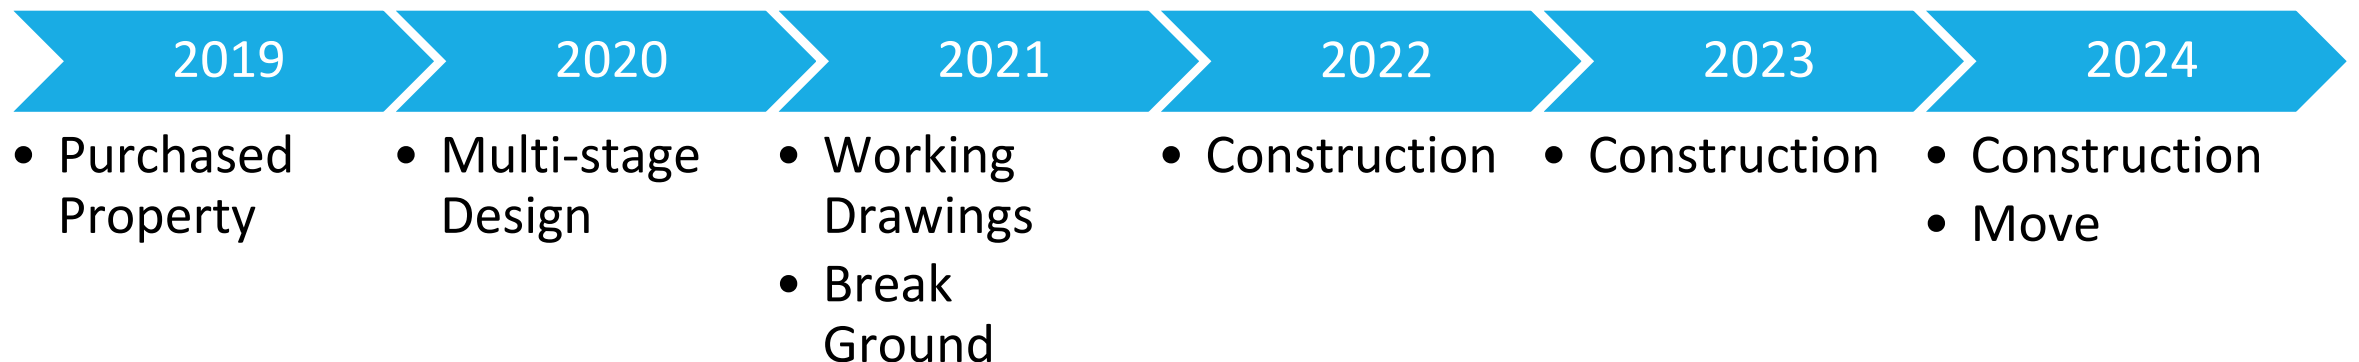 2019
• Purchased
Property
2020
• Multi-stage
Design
2021
• Working
Drawings
• Break
Ground
2022
• Construction
2023
• Construction
2024
• Construction
• Move